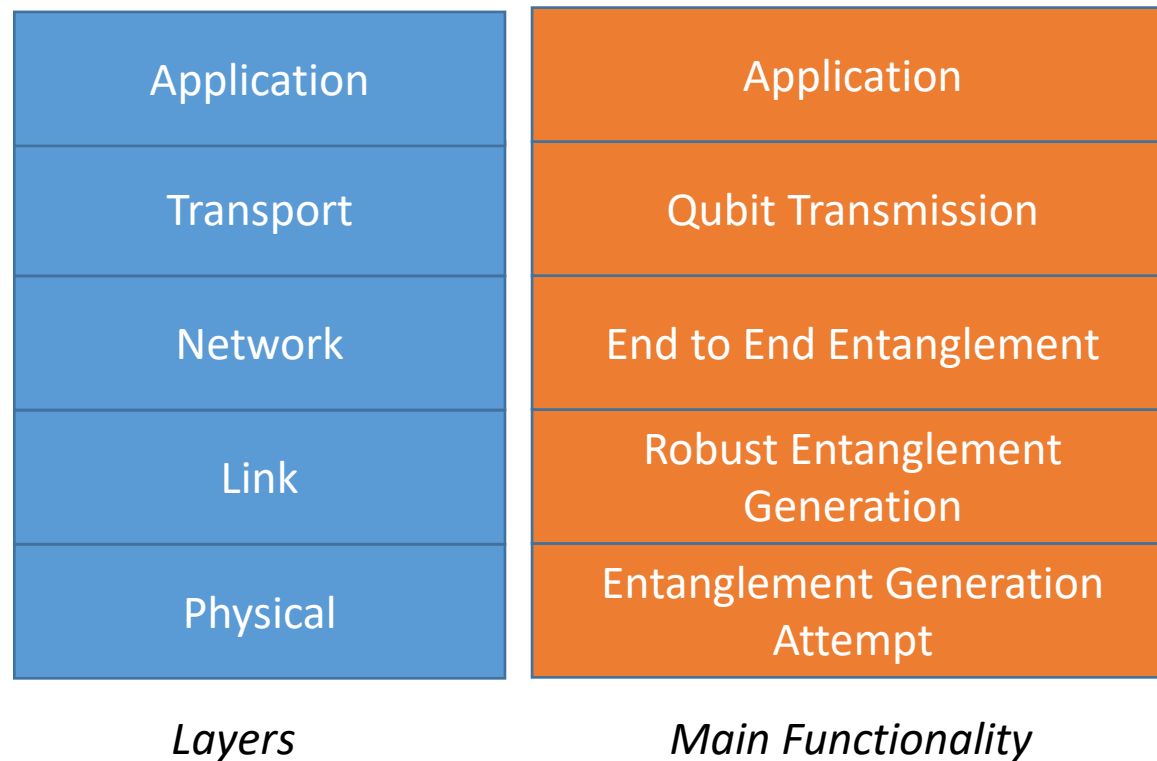 Application
Application
Transport
Qubit Transmission
Network
End to End Entanglement
Link
Robust Entanglement
Generation
Physical
Entanglement Generation
Attempt
Layers
Main Functionality